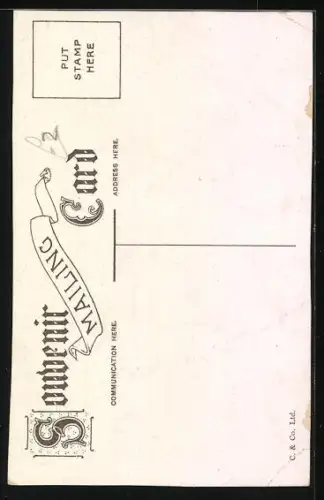 Souvenir
MAILING
Card
PUT
STAMP
HERE
COMMUNICATION HERE.
ADDRESS HERE.
C. & Co. Ltd.